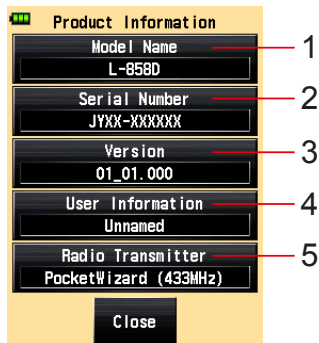 Product Information
Model Name 1
L-858D
Serial Number 2
JYXX-XXXXXX
Version 3
01_01.000
User Information 4
Unnamed
Radio Transmitter 5
PocketWizard (433MHz)
Close